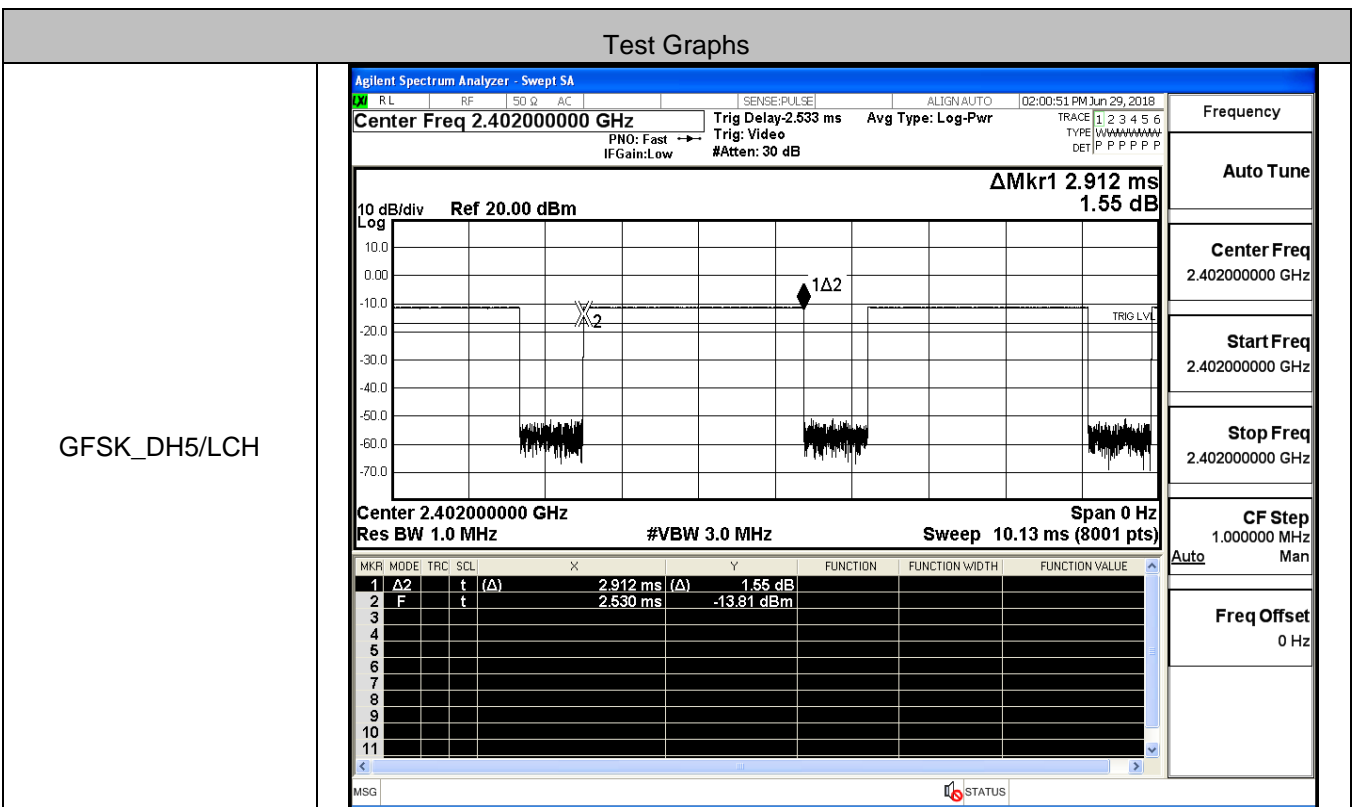 Test Graphs
GFSK_DH5/LCH
Agilent Spectrum Analyzer - Swept SA
LXI RL RF 50 Ω AC SENSE:PULSE ALIGN AUTO 02:00:51 PM Jun 29, 2018
Center Freq 2.402000000 GHz
PNO: Fast
IFGain:Low
Trig Delay-2.533 ms
Trig: Video
#Atten: 30 dB
Avg Type: Log-Pwr
TRACE 1 2 3 4 5 6
TYPE
DET P P P P P P
ΔMkr1 2.912 ms
1.55 dB
10 dB/div Ref 20.00 dBm
Log
10.0
0.00
-10.0
-20.0
-30.0
-40.0
-50.0
-60.0
-70.0
1Δ2
2
TRIG LVL
Center 2.402000000 GHz Span 0 Hz
Res BW 1.0 MHz #VBW 3.0 MHz Sweep 10.13 ms (8001 pts)
MKR MODE TRC SCL X Y FUNCTION FUNCTION WIDTH FUNCTION VALUE
1 Δ2 t (Δ) 2.912 ms (Δ) 1.55 dB
2 F t 2.530 ms -13.81 dBm
3
4
5
6
7
8
9
10
11
MSG STATUS
Frequency
Auto Tune
Center Freq
2.402000000 GHz
Start Freq
2.402000000 GHz
Stop Freq
2.402000000 GHz
CF Step
1.000000 MHz
Auto Man
Freq Offset
0 Hz